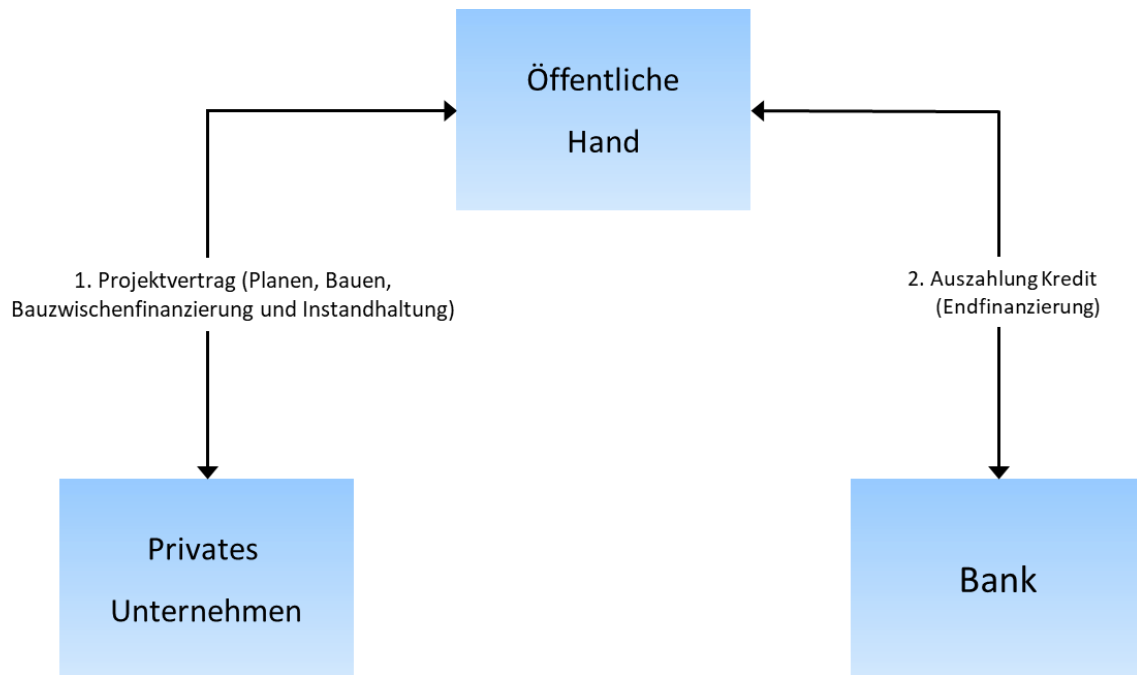 Öffentliche
Hand
1. Projektvertrag (Planen, Bauen,
Bauzwischenfinanzierung und Instandhaltung)
2. Auszahlung Kredit
(Endfinanzierung)
Privates
Unternehmen
Bank